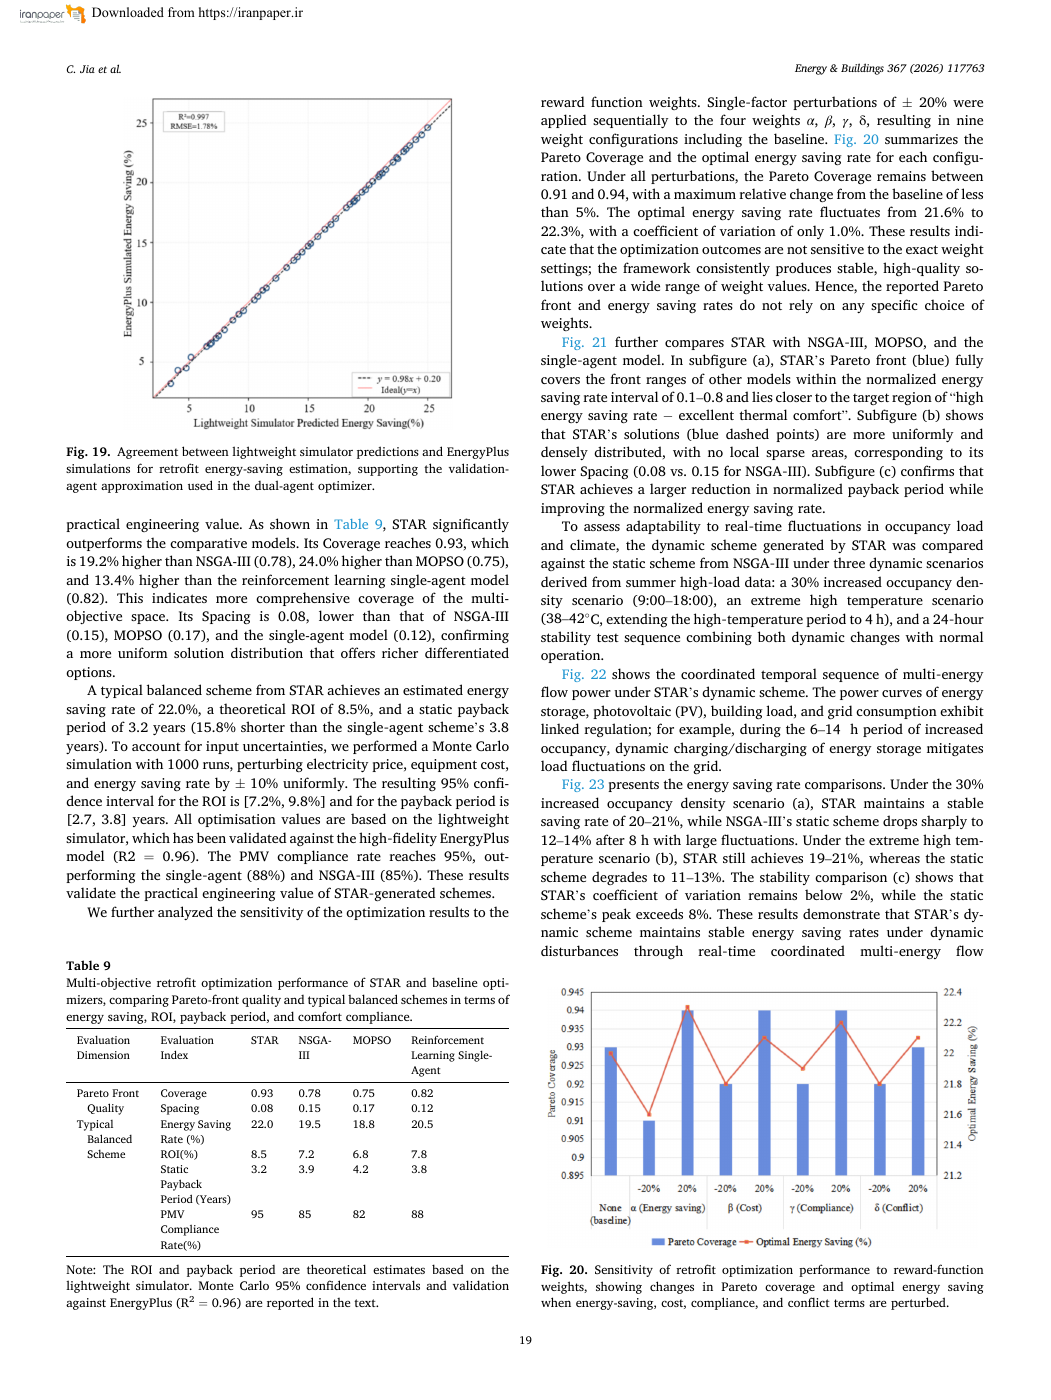 iranpaper
Downloaded from https://iranpaper.ir
C. Jia et al.
Energy & Buildings 367 (2026) 117763
R²=0.997
RMSE=1.78%
EnergyPlus Simulated Energy Saving (%)
25
20
15
10
5
5 10 15 20 25
y = 0.98x + 0.20
Ideal(y=x)
Lightweight Simulator Predicted Energy Saving(%)
Fig. 19. Agreement between lightweight simulator predictions and EnergyPlus
simulations for retrofit energy-saving estimation, supporting the validation-
agent approximation used in the dual-agent optimizer.
practical engineering value. As shown in Table 9, STAR significantly
outperforms the comparative models. Its Coverage reaches 0.93, which
is 19.2% higher than NSGA-III (0.78), 24.0% higher than MOPSO (0.75),
and 13.4% higher than the reinforcement learning single-agent model
(0.82). This indicates more comprehensive coverage of the multi-
objective space. Its Spacing is 0.08, lower than that of NSGA-III
(0.15), MOPSO (0.17), and the single-agent model (0.12), confirming
a more uniform solution distribution that offers richer differentiated
options.
A typical balanced scheme from STAR achieves an estimated energy
saving rate of 22.0%, a theoretical ROI of 8.5%, and a static payback
period of 3.2 years (15.8% shorter than the single-agent scheme's 3.8
years). To account for input uncertainties, we performed a Monte Carlo
simulation with 1000 runs, perturbing electricity price, equipment cost,
and energy saving rate by ± 10% uniformly. The resulting 95% confi-
dence interval for the ROI is [7.2%, 9.8%] and for the payback period is
[2.7, 3.8] years. All optimisation values are based on the lightweight
simulator, which has been validated against the high-fidelity EnergyPlus
model (R2 = 0.96). The PMV compliance rate reaches 95%, out-
performing the single-agent (88%) and NSGA-III (85%). These results
validate the practical engineering value of STAR-generated schemes.
We further analyzed the sensitivity of the optimization results to the
Table 9
Multi-objective retrofit optimization performance of STAR and baseline opti-
mizers, comparing Pareto-front quality and typical balanced schemes in terms of
energy saving, ROI, payback period, and comfort compliance.
Evaluation Evaluation STAR NSGA- MOPSO Reinforcement
Dimension Index III Learning Single-
Agent
Pareto Front Coverage 0.93 0.78 0.75 0.82
Quality Spacing 0.08 0.15 0.17 0.12
Typical Energy Saving 22.0 19.5 18.8 20.5
Balanced Rate (%)
Scheme ROI(%) 8.5 7.2 6.8 7.8
Static 3.2 3.9 4.2 3.8
Payback
Period (Years)
PMV 95 85 82 88
Compliance
Rate(%)
Note: The ROI and payback period are theoretical estimates based on the
lightweight simulator. Monte Carlo 95% confidence intervals and validation
against EnergyPlus (R² = 0.96) are reported in the text.
reward function weights. Single-factor perturbations of ± 20% were
applied sequentially to the four weights α, β, γ, δ, resulting in nine
weight configurations including the baseline. Fig. 20 summarizes the
Pareto Coverage and the optimal energy saving rate for each configu-
ration. Under all perturbations, the Pareto Coverage remains between
0.91 and 0.94, with a maximum relative change from the baseline of less
than 5%. The optimal energy saving rate fluctuates from 21.6% to
22.3%, with a coefficient of variation of only 1.0%. These results indi-
cate that the optimization outcomes are not sensitive to the exact weight
settings; the framework consistently produces stable, high-quality so-
lutions over a wide range of weight values. Hence, the reported Pareto
front and energy saving rates do not rely on any specific choice of
weights.
Fig. 21 further compares STAR with NSGA-III, MOPSO, and the
single-agent model. In subfigure (a), STAR's Pareto front (blue) fully
covers the front ranges of other models within the normalized energy
saving rate interval of 0.1–0.8 and lies closer to the target region of "high
energy saving rate − excellent thermal comfort". Subfigure (b) shows
that STAR's solutions (blue dashed points) are more uniformly and
densely distributed, with no local sparse areas, corresponding to its
lower Spacing (0.08 vs. 0.15 for NSGA-III). Subfigure (c) confirms that
STAR achieves a larger reduction in normalized payback period while
improving the normalized energy saving rate.
To assess adaptability to real-time fluctuations in occupancy load
and climate, the dynamic scheme generated by STAR was compared
against the static scheme from NSGA-III under three dynamic scenarios
derived from summer high-load data: a 30% increased occupancy den-
sity scenario (9:00–18:00), an extreme high temperature scenario
(38–42°C, extending the high-temperature period to 4 h), and a 24-hour
stability test sequence combining both dynamic changes with normal
operation.
Fig. 22 shows the coordinated temporal sequence of multi-energy
flow power under STAR's dynamic scheme. The power curves of energy
storage, photovoltaic (PV), building load, and grid consumption exhibit
linked regulation; for example, during the 6–14 h period of increased
occupancy, dynamic charging/discharging of energy storage mitigates
load fluctuations on the grid.
Fig. 23 presents the energy saving rate comparisons. Under the 30%
increased occupancy density scenario (a), STAR maintains a stable
saving rate of 20–21%, while NSGA-III's static scheme drops sharply to
12–14% after 8 h with large fluctuations. Under the extreme high tem-
perature scenario (b), STAR still achieves 19–21%, whereas the static
scheme degrades to 11–13%. The stability comparison (c) shows that
STAR's coefficient of variation remains below 2%, while the static
scheme's peak exceeds 8%. These results demonstrate that STAR's dy-
namic scheme maintains stable energy saving rates under dynamic
disturbances through real-time coordinated multi-energy flow
Pareto Coverage
0.945
0.94
0.935
0.93
0.925
0.92
0.915
0.91
0.905
0.9
0.895
22.4
22.2
22
21.8
21.6
21.4
21.2
Optimal Energy Saving (%)
-20% 20% -20% 20% -20% 20% -20% 20%
None α (Energy saving) β (Cost) γ (Compliance) δ (Conflict)
(baseline)
Pareto Coverage Optimal Energy Saving (%)
Fig. 20. Sensitivity of retrofit optimization performance to reward-function
weights, showing changes in Pareto coverage and optimal energy saving
when energy-saving, cost, compliance, and conflict terms are perturbed.
19